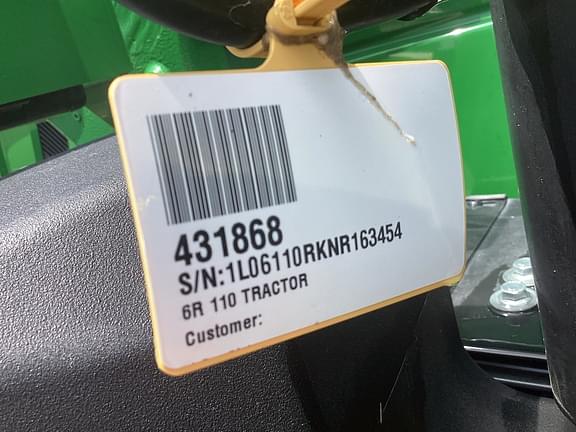 431868
S/N:1L06110RKNR163454
6R 110 TRACTOR
Customer: